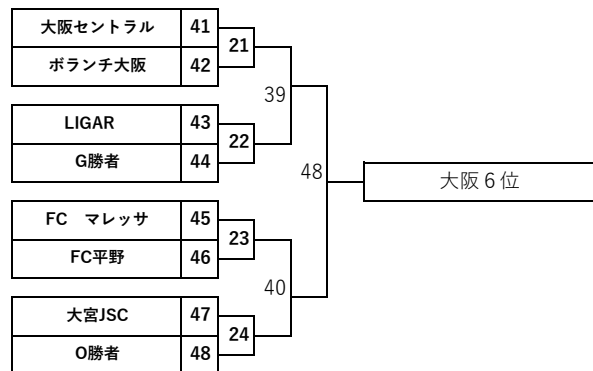 大阪セントラル 41
21
ボランチ大阪 42
39
LIGAR 43
22
G勝者 44
48
大阪６位
FC　マレッサ 45
23
FC平野 46
40
大宮JSC 47
24
O勝者 48